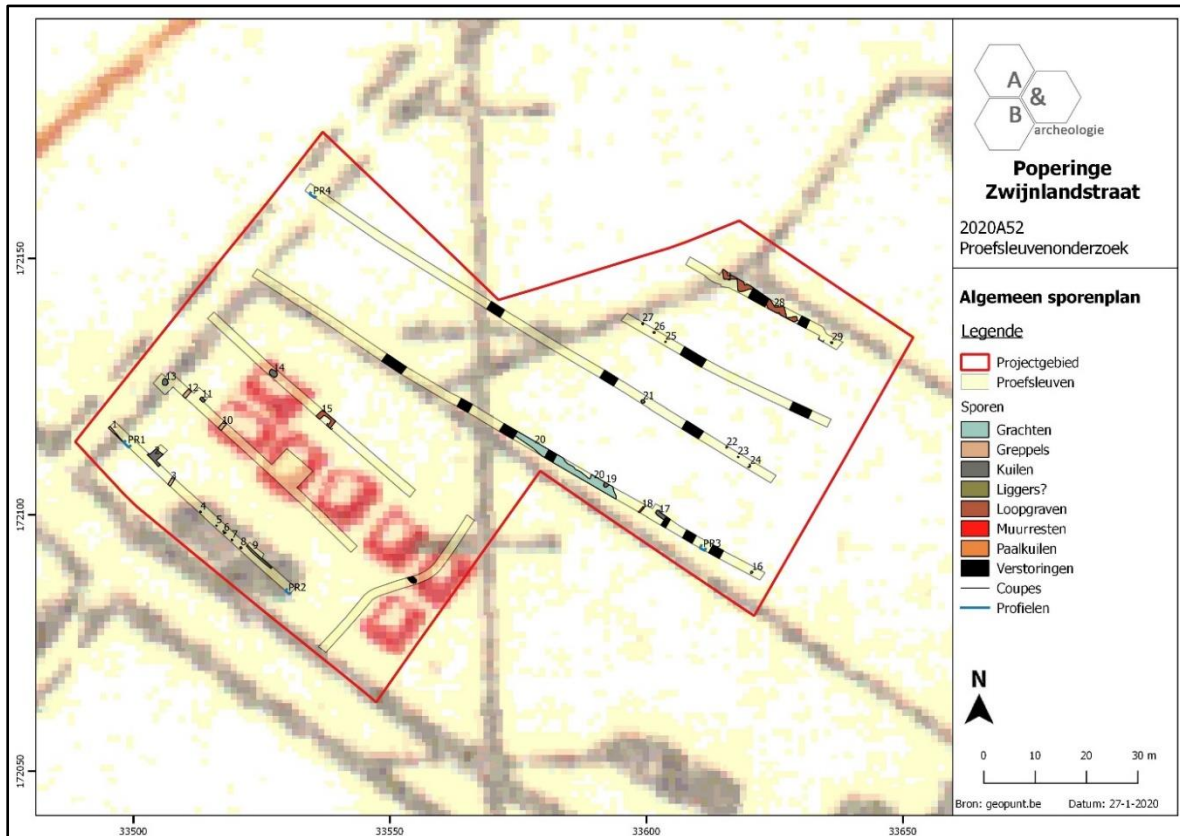 A
&
B
archeologie
Poperinge
Zwijnlandstraat
2020A52
Proefsleuvenonderzoek
Algemeen sporenplan
Legende
Projectgebied
Proefsleuven
Sporen
Grachten
Greppels
Kuilen
Liggers?
Loopgraven
Muurresten
Paalkuilen
Verstoringen
Coupes
Profielen
N
0 10 20 30 m
Bron: geopunt.be Datum: 27-1-2020
172150
172100
172050
33500 33550 33600 33650
PR4
28
29
27
26
25
21
22
23
24
14
15
13
12
11
10
1
PR1
3
4
5
6
7
8
9
PR2
20
20
19
18
17
PR3
16